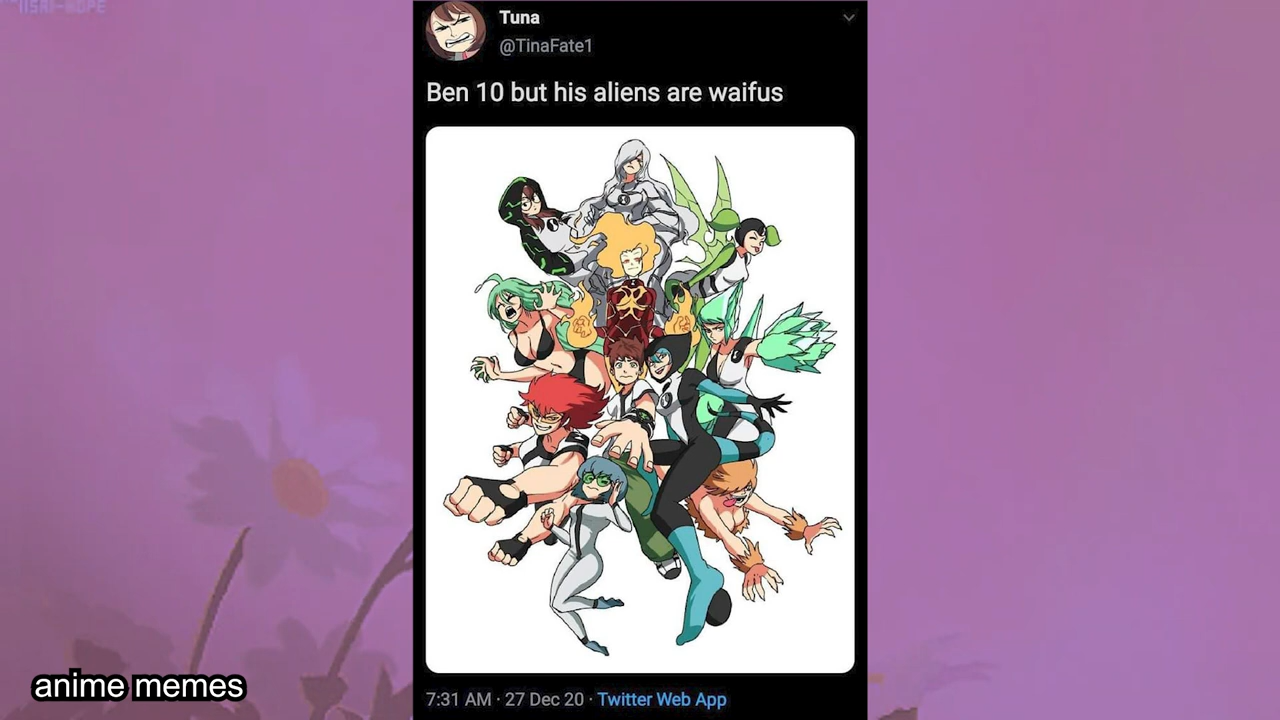 Tuna
@TinaFate1
Ben 10 but his aliens are waifus
7:31 AM · 27 Dec 20 · Twitter Web App
anime memes